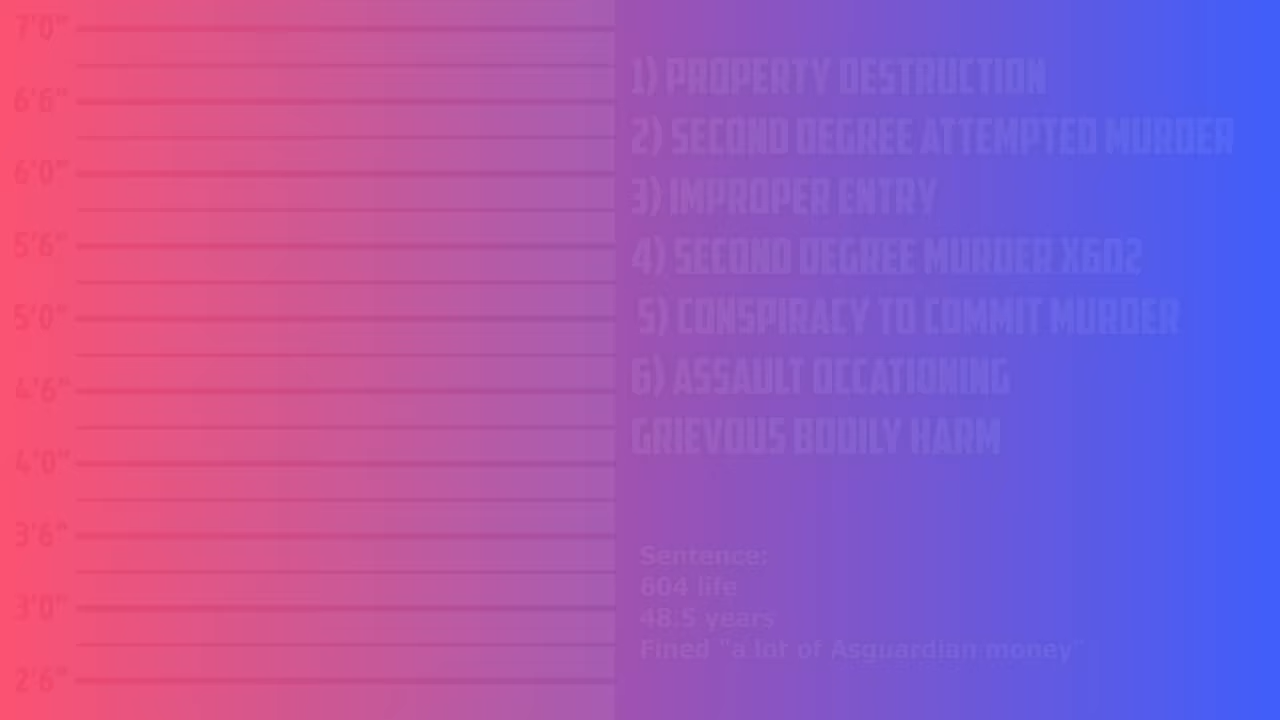 7'0"
6'6"
6'0"
5'6"
5'0"
4'6"
4'0"
3'6"
3'0"
2'6"
1) PROPERTY DESTRUCTION
2) SECOND DEGREE ATTEMPTED MURDER
3) IMPROPER ENTRY
4) SECOND DEGREE MURDER X602
5) CONSPIRACY TO COMMIT MURDER
6) ASSAULT OCCATIONING
GRIEVOUS BODILY HARM
Sentence:
604 life
48.5 years
Fined "a lot of Asguardian money"